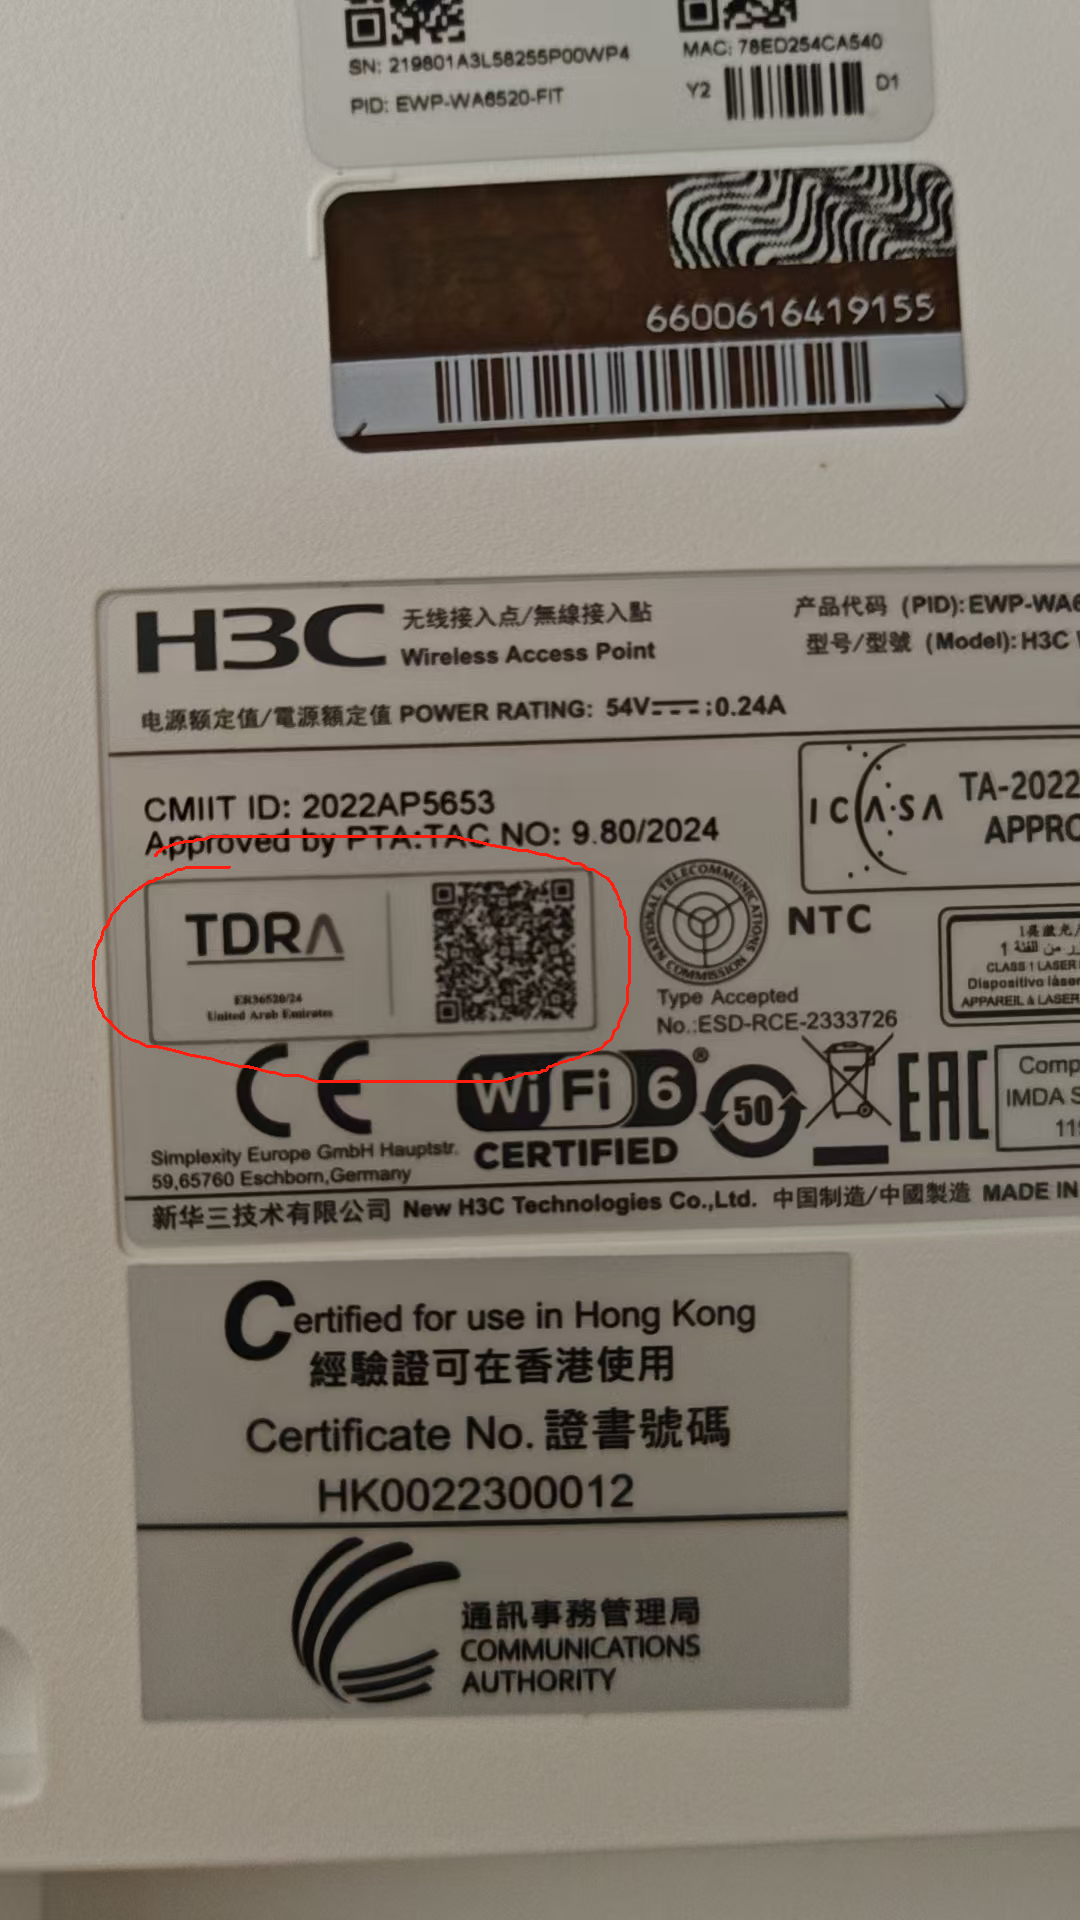 SN: 219801A3L58255P00WP4
MAC: 78ED254CA540
PID: EWP-WA6520-FIT
Y2
D1
6600616419155
H3C
无线接入点/無線接入點
Wireless Access Point
产品代码 (PID): EWP-WA6
型号/型號 (Model): H3C
电源额定值/電源額定值 POWER RATING: 54V⎓;0.24A
CMIIT ID: 2022AP5653
Approved by PTA:TAC NO: 9.80/2024
ICASA
TA-2022
APPRO
TDRA
ER36520/24
United Arab Emirates
NATIONAL TELECOMMUNICATIONS COMMISSION
NTC
Type Accepted
No.:ESD-RCE-2333726
CLASS 1 LASER
Dispositivo láser
APPAREIL À LASER
CE
Simplexity Europe GmbH Hauptstr.
59,65760 Eschborn,Germany
WiFi 6®
CERTIFIED
50
EAC
Comp
IMDA S
11
新华三技术有限公司 New H3C Technologies Co.,Ltd. 中国制造/中國製造 MADE IN
Certified for use in Hong Kong
經驗證可在香港使用
Certificate No. 證書號碼
HK0022300012
通訊事務管理局
COMMUNICATIONS
AUTHORITY